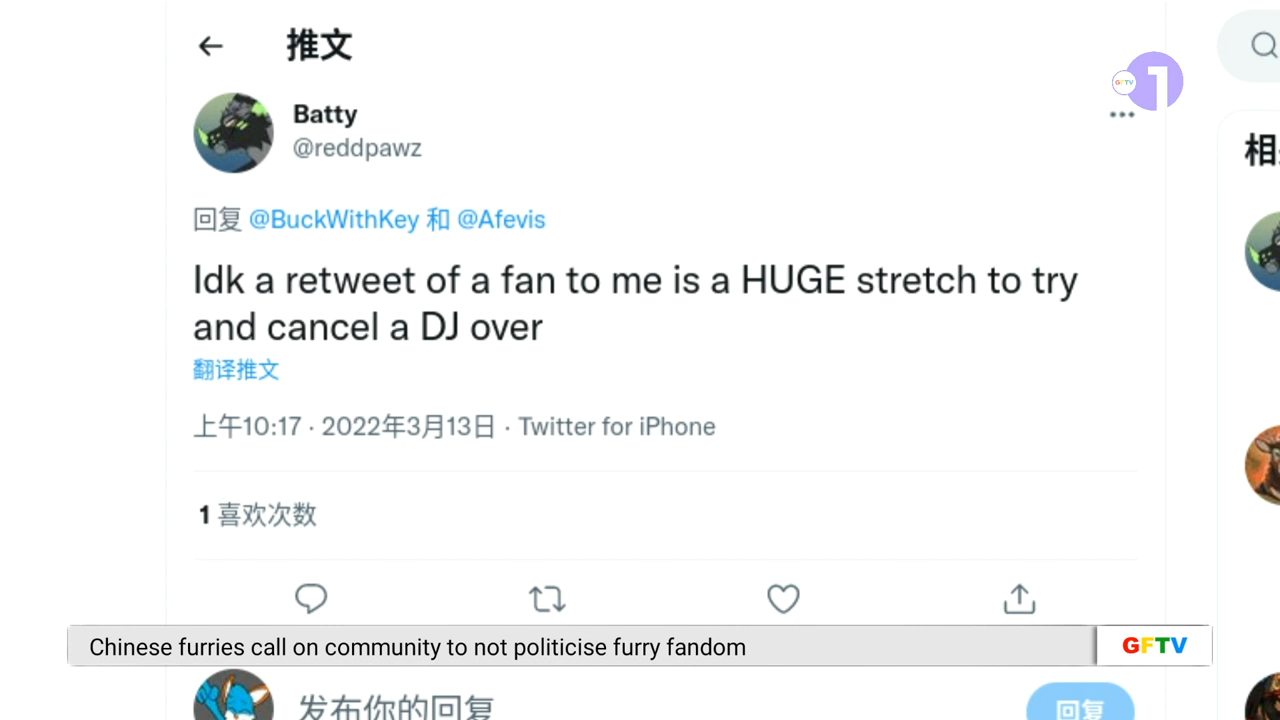 推文
GFTV 1
Batty
@reddpawz
相
回复 @BuckWithKey 和 @Afevis
Idk a retweet of a fan to me is a HUGE stretch to try
and cancel a DJ over
翻译推文
上午10:17 · 2022年3月13日 · Twitter for iPhone
1 喜欢次数
Chinese furries call on community to not politicise furry fandom
GFTV
发布你的回复
回复